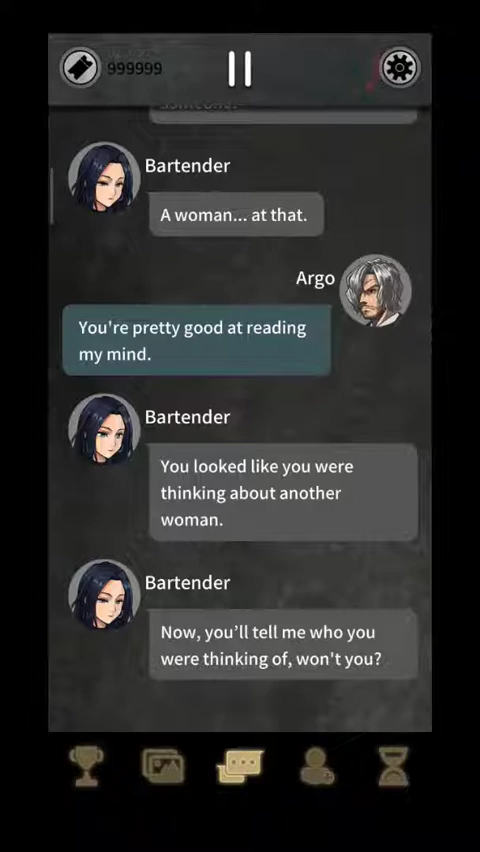 999999
someone.
Bartender
A woman... at that.
Argo
You're pretty good at reading
my mind.
Bartender
You looked like you were
thinking about another
woman.
Bartender
Now, you’ll tell me who you
were thinking of, won't you?